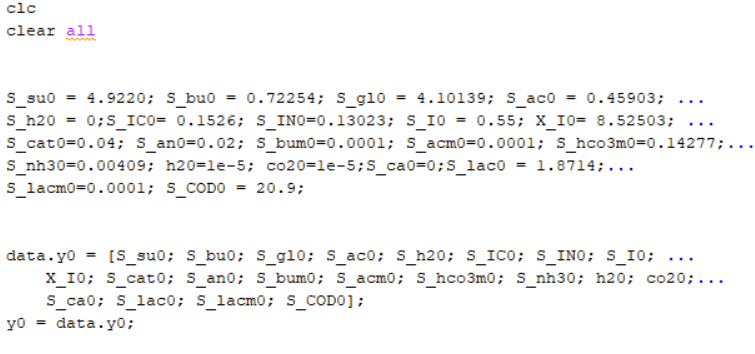 clc
clear all
S_su0 = 4.9220; S_bu0 = 0.72254; S_gl0 = 4.10139; S_ac0 = 0.45903; ...
S_h20 = 0;S_IC0= 0.1526; S_IN0=0.13023; S_I0 = 0.55; X_I0= 8.52503; ...
S_cat0=0.04; S_an0=0.02; S_bum0=0.0001; S_acm0=0.0001; S_hco3m0=0.14277;...
S_nh30=0.00409; h20=1e-5; co20=1e-5;S_ca0=0;S_lac0 = 1.8714;...
S_lacm0=0.0001; S_COD0 = 20.9;
data.y0 = [S_su0; S_bu0; S_gl0; S_ac0; S_h20; S_IC0; S_IN0; S_I0; ...
X_I0; S_cat0; S_an0; S_bum0; S_acm0; S_hco3m0; S_nh30; h20; co20;...
S_ca0; S_lac0; S_lacm0; S_COD0];
y0 = data.y0;